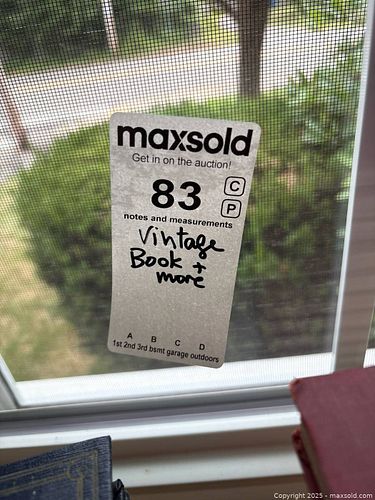 maxsold
Get in on the auction!
83
C
P
notes and measurements
Vintage
Book +
more
A B C D
1st 2nd 3rd bsmt garage outdoors
Copyright 2025 - maxsold.com